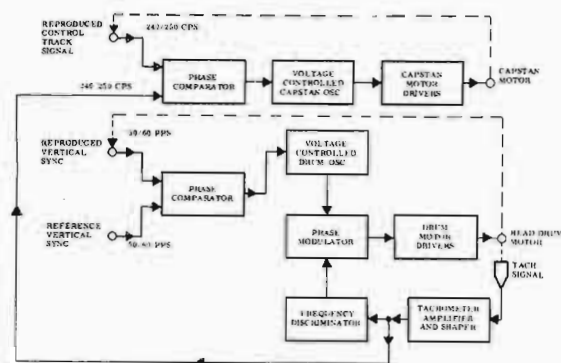 REPRODUCED
CONTROL
TRACK
SIGNAL
240/250 CPS
PHASE
COMPARATOR
VOLTAGE
CONTROLLED
CAPSTAN OSC
CAPSTAN
MOTOR
DRIVERS
CAPSTAN
MOTOR
240/250 CPS
50/60 PPS
REPRODUCED
VERTICAL
SYNC
VOLTAGE
CONTROLLED
DRUM OSC
PHASE
COMPARATOR
REFERENCE
VERTICAL
SYNC
50/60 PPS
PHASE
MODULATOR
DRUM
MOTOR
DRIVERS
HEAD DRUM
MOTOR
TACH
SIGNAL
FREQUENCY
DISCRIMINATOR
TACHOMETER
AMPLIFIER
AND SHAPER